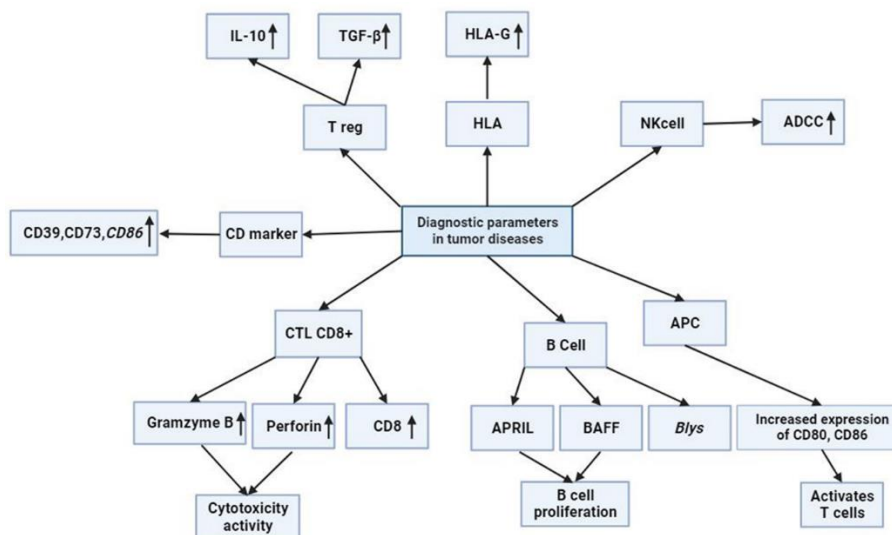 IL-10
TGF-β
HLA-G
T reg
HLA
NKcell
ADCC
Diagnostic parameters
in tumor diseases
CD39,CD73,CD86
CD marker
CTL CD8+
B Cell
APC
Gramzyme B
Perforin
CD8
APRIL
BAFF
Blys
Increased expression
of CD80, CD86
Cytotoxicity
activity
B cell
proliferation
Activates
T cells